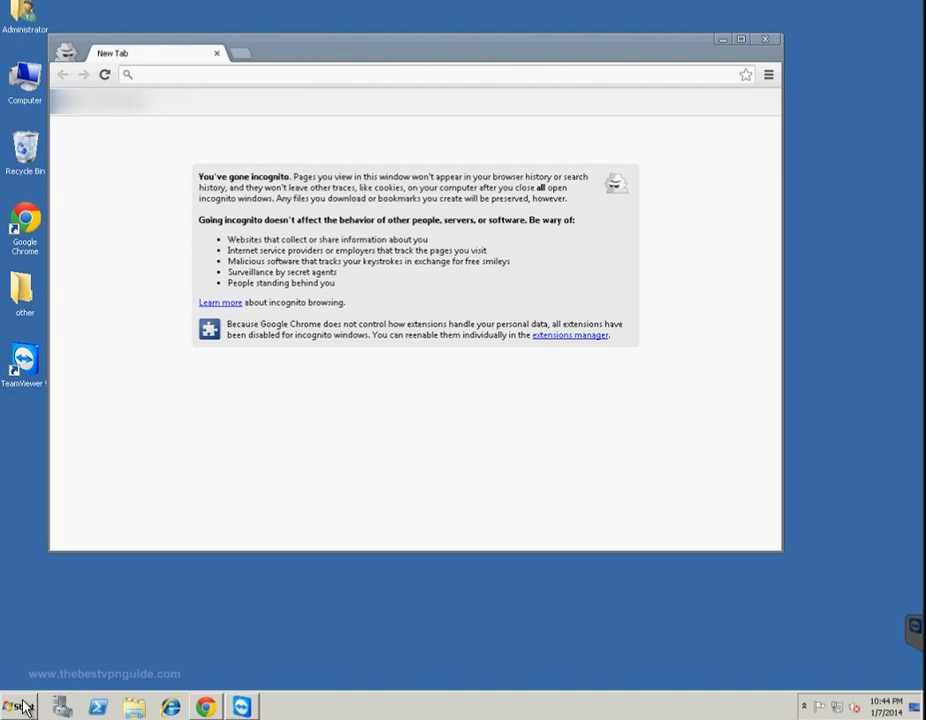 Administrator
New Tab
Computer
You've gone incognito. Pages you view in this window won't appear in your browser history or search
history, and they won't leave other traces, like cookies, on your computer after you close all open
incognito windows. Any files you download or bookmarks you create will be preserved, however.
Recycle Bin
Going incognito doesn't affect the behavior of other people, servers, or software. Be wary of:
Websites that collect or share information about you
Internet service providers or employers that track the pages you visit
Malicious software that tracks your keystrokes in exchange for free smileys
Surveillance by secret agents
People standing behind you
Google
Chrome
Learn more about incognito browsing.
Because Google Chrome does not control how extensions handle your personal data, all extensions have
been disabled for incognito windows. You can reenable them individually in the extensions manager.
other
TeamViewer 9
www.thebestvpnguide.com
10:44 PM
1/7/2014